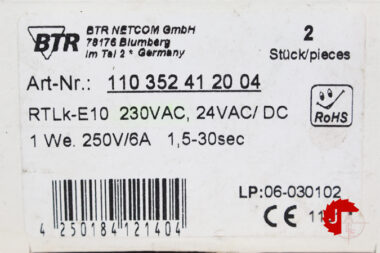 BTR
BTR NETCOM GmbH
78176 Blumberg
Im Tal 2 * Germany
2
Stück/pieces
Art-Nr.: 110 352 41 20 04
RTLk-E10 230VAC, 24VAC/ DC
1 We. 250V/6A 1,5-30sec
RoHS
LP:06-030102
CE
4 250184 121404